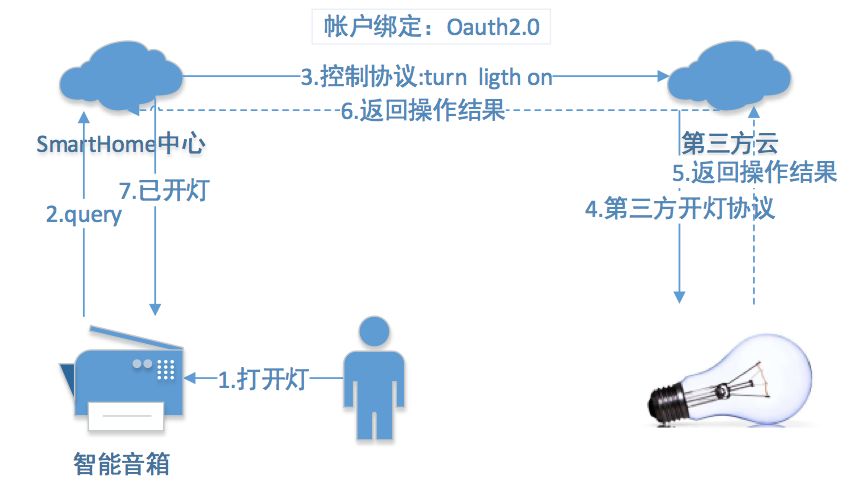 帐户绑定：Oauth2.0
3.控制协议:turn ligth on
6.返回操作结果
SmartHome中心
第三方云
5.返回操作结果
7.已开灯
2.query
4.第三方开灯协议
1.打开灯
智能音箱